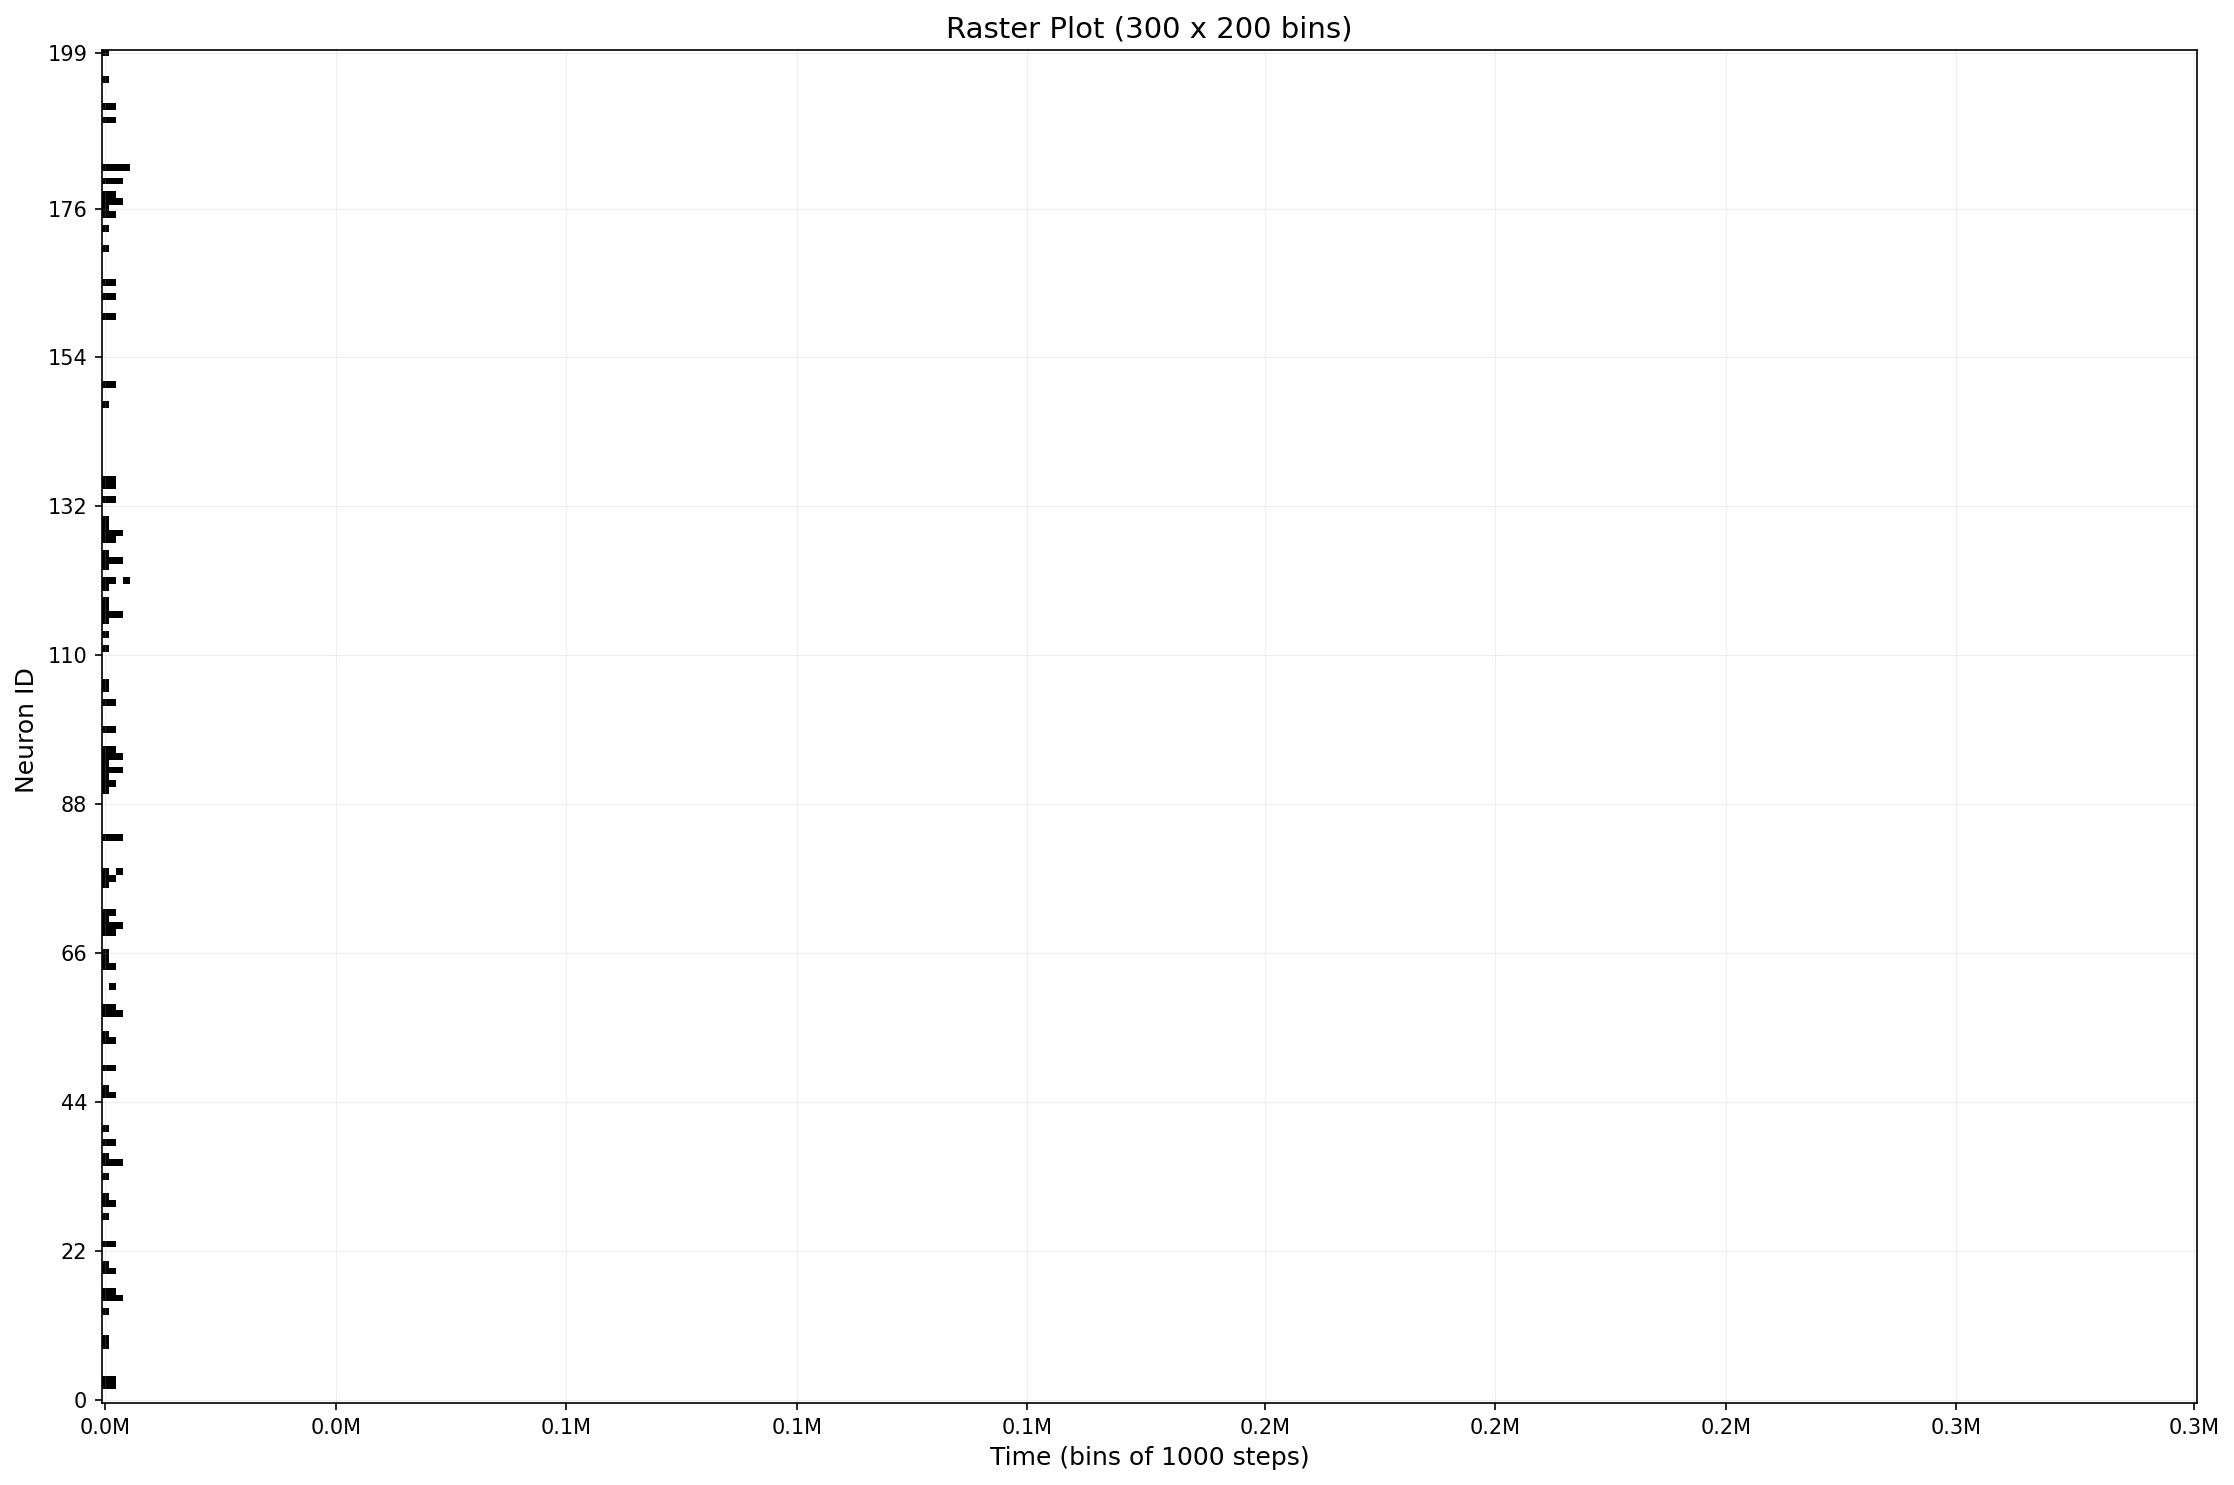 Raster Plot (300 x 200 bins)
199
176
154
132
110
88
66
44
22
0
Neuron ID
0.0M 0.0M 0.1M 0.1M 0.1M 0.2M 0.2M 0.2M 0.3M 0.3M
Time (bins of 1000 steps)